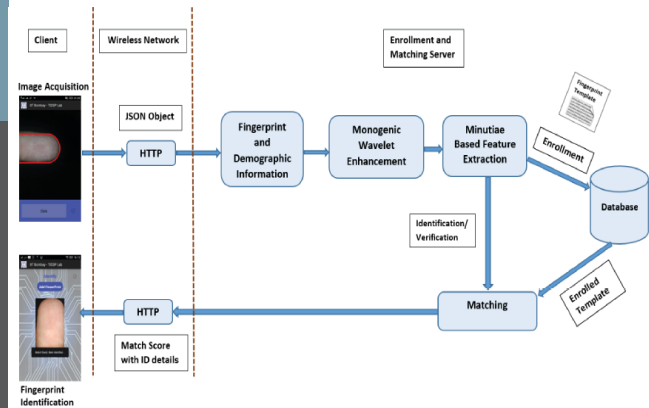 Client
Wireless Network
Enrollment and
Matching Server
Image Acquisition
JSON Object
HTTP
Fingerprint
and
Demographic
Information
Monogenic
Wavelet
Enhancement
Minutiae
Based Feature
Extraction
Fingerprint
Template
Enrollment
Database
Identification/
Verification
Enrolled
Template
Matching
HTTP
Match Score
with ID details
Fingerprint
Identification